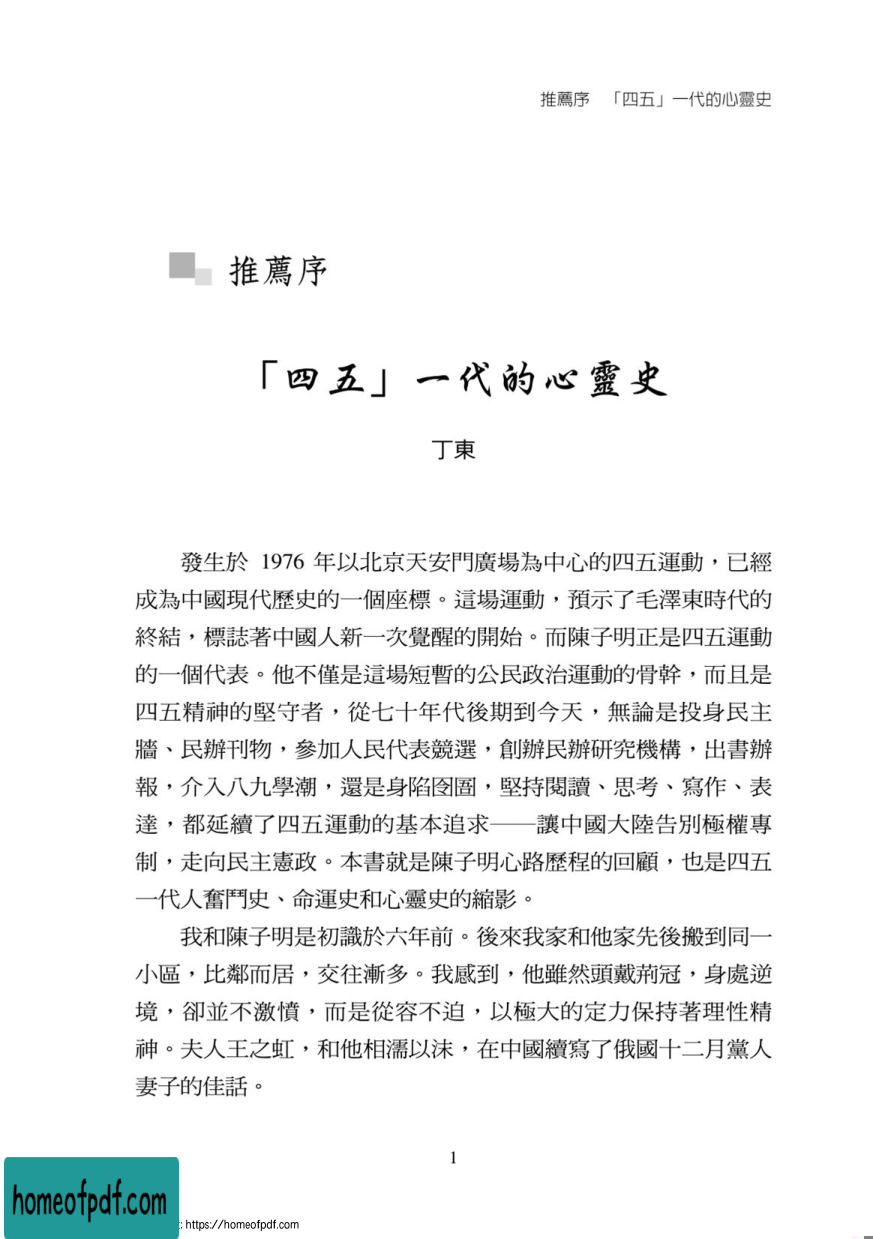 推薦序　「四五」一代的心靈史
推薦序
「四五」一代的心靈史
丁東
發生於 1976 年以北京天安門廣場為中心的四五運動，已經
成為中國現代歷史的一個座標。這場運動，預示了毛澤東時代的
終結，標誌著中國人新一次覺醒的開始。而陳子明正是四五運動
的一個代表。他不僅是這場短暫的公民政治運動的骨幹，而且是
四五精神的堅守者，從七十年代後期到今天，無論是投身民主
牆、民辦刊物，參加人民代表競選，創辦民辦研究機構，出書辦
報，介入八九學潮，還是身陷囹圄，堅持閱讀、思考、寫作、表
達，都延續了四五運動的基本追求——讓中國大陸告別極權專
制，走向民主憲政。本書就是陳子明心路歷程的回顧，也是四五
一代人奮鬥史、命運史和心靈史的縮影。
我和陳子明是初識於六年前。後來我家和他家先後搬到同一
小區，比鄰而居，交往漸多。我感到，他雖然頭戴荊冠，身處逆
境，卻並不激憤，而是從容不迫，以極大的定力保持著理性精
神。夫人王之虹，和他相濡以沫，在中國續寫了俄國十二月黨人
妻子的佳話。
1
homeofpdf.com
: https://homeofpdf.com